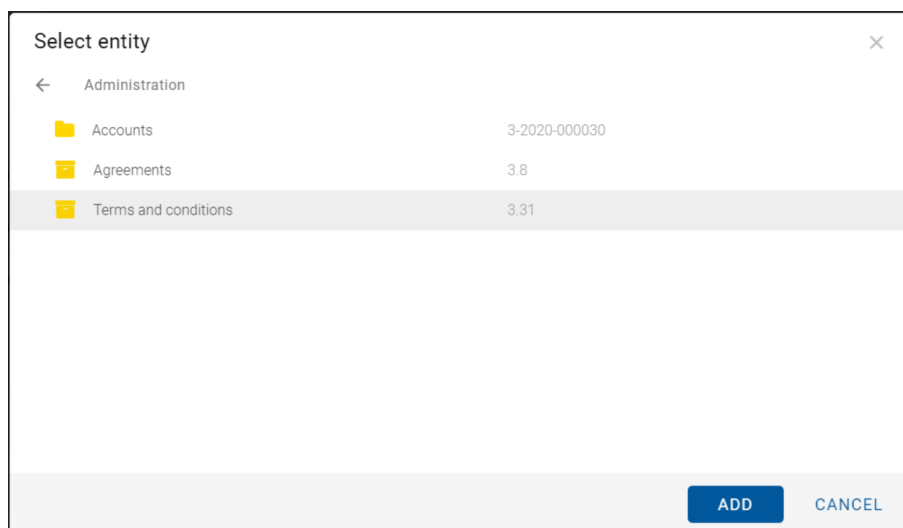 Select entity
Administration
Accounts 3-2020-000030
Agreements 3.8
Terms and conditions 3.31
ADD CANCEL